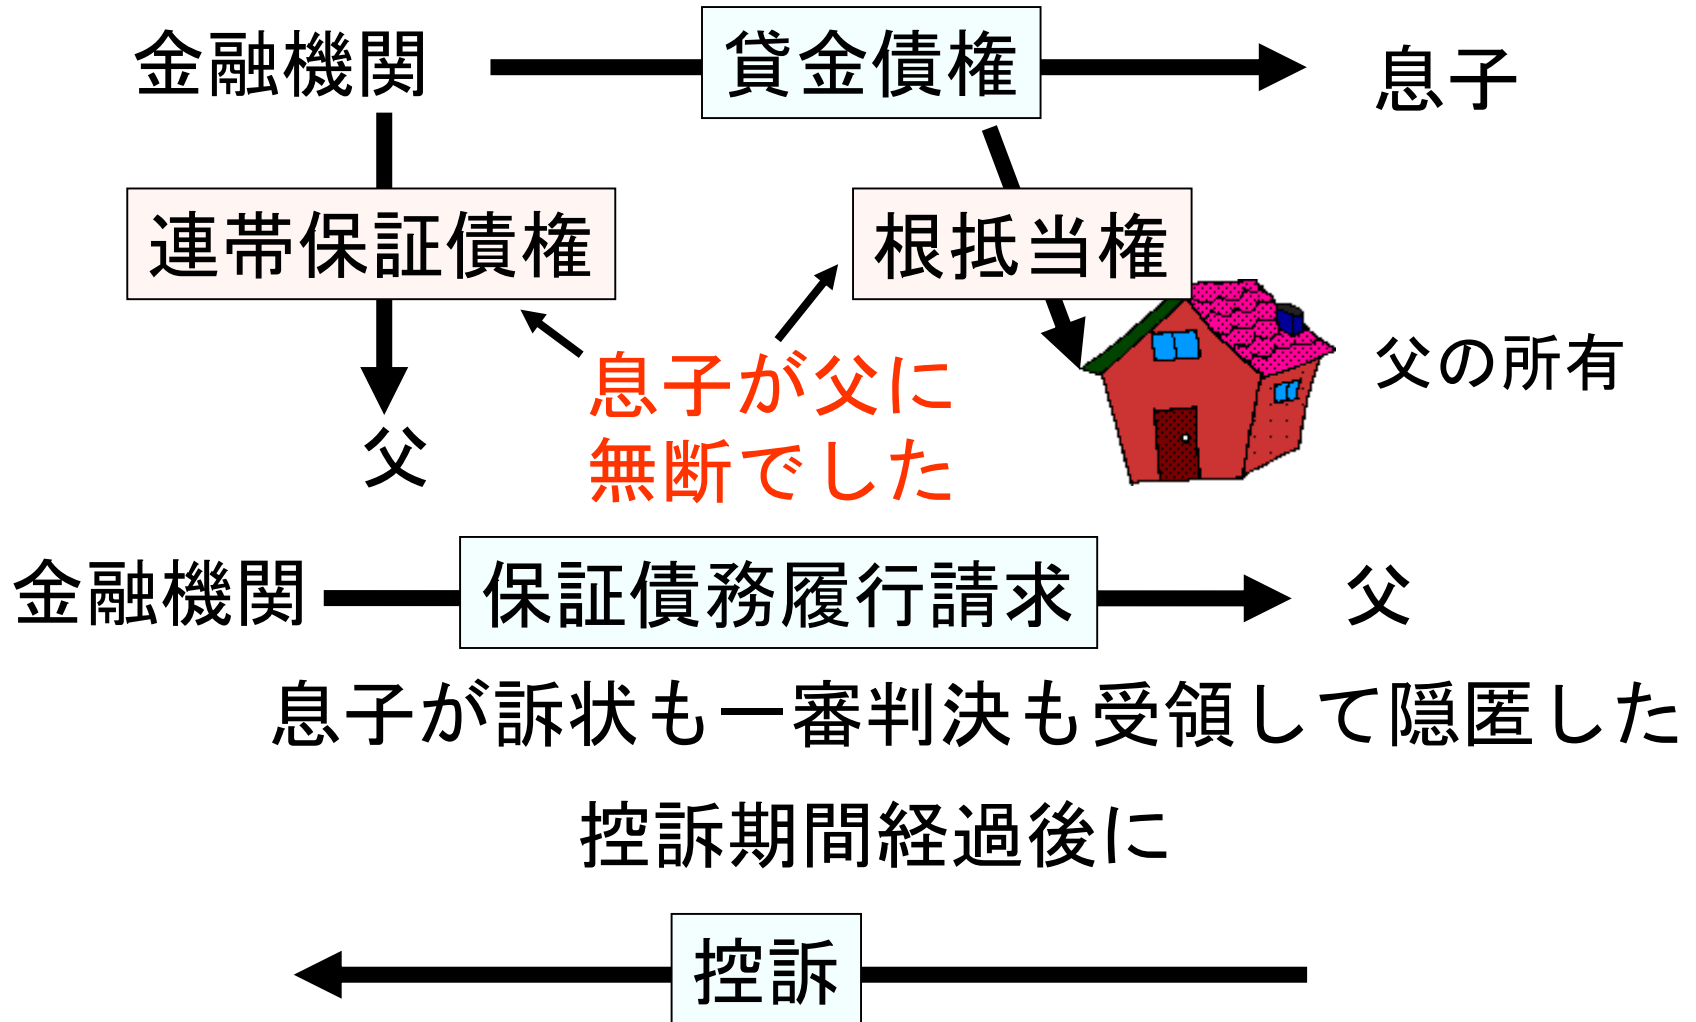 金融機関
貸金債権
息子
連帯保証債権
根抵当権
父の所有
息子が父に
無断でした
父
金融機関
保証債務履行請求
父
息子が訴状も一審判決も受領して隠匿した
控訴期間経過後に
控訴